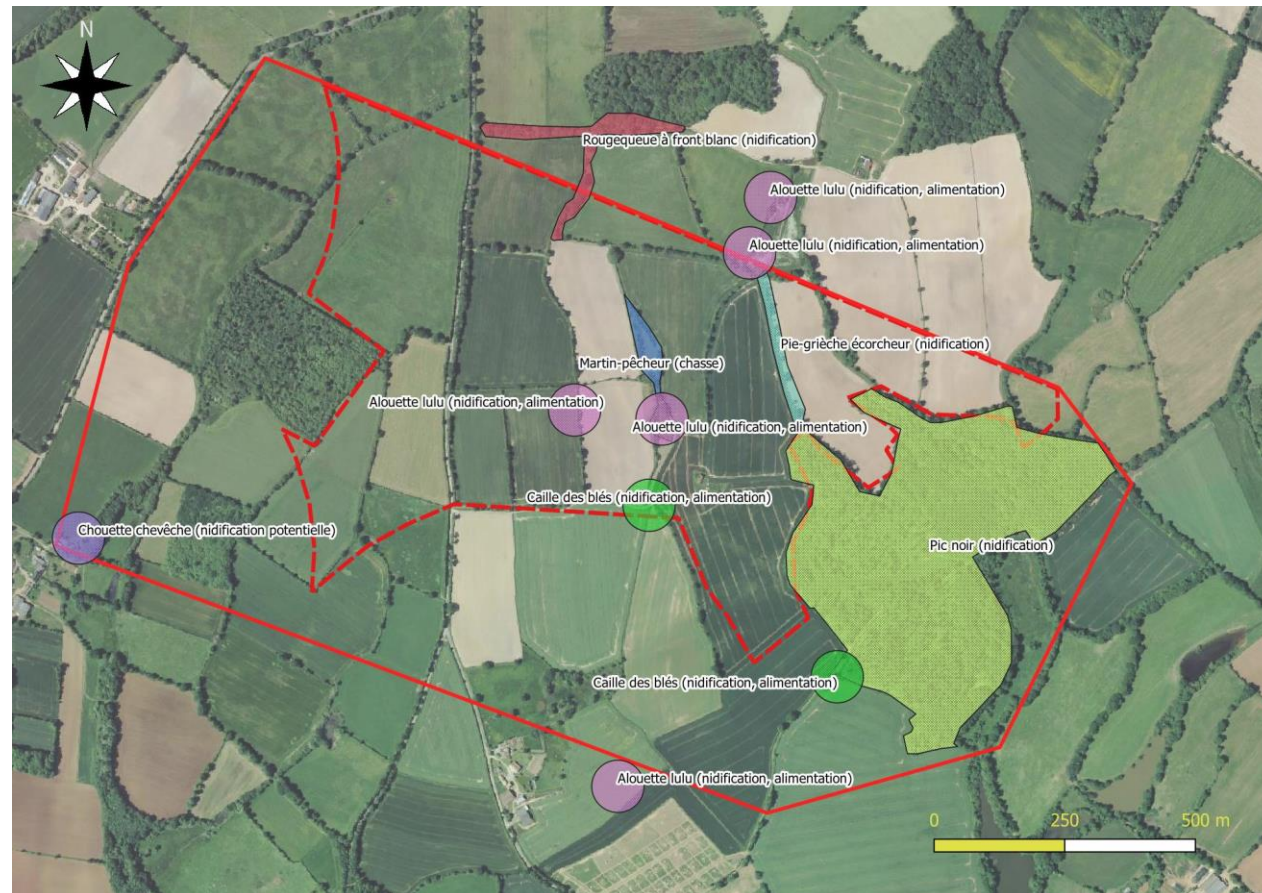 N
Rougequeue à front blanc (nidification)
Alouette lulu (nidification, alimentation)
Alouette lulu (nidification, alimentation)
Pie-grièche écorcheur (nidification)
Martin-pêcheur (chasse)
Alouette lulu (nidification, alimentation)
Alouette lulu (nidification, alimentation)
Caille des blés (nidification, alimentation)
Chouette chevêche (nidification potentielle)
Pic noir (nidification)
Caille des blés (nidification, alimentation)
Alouette lulu (nidification, alimentation)
0 250 500 m